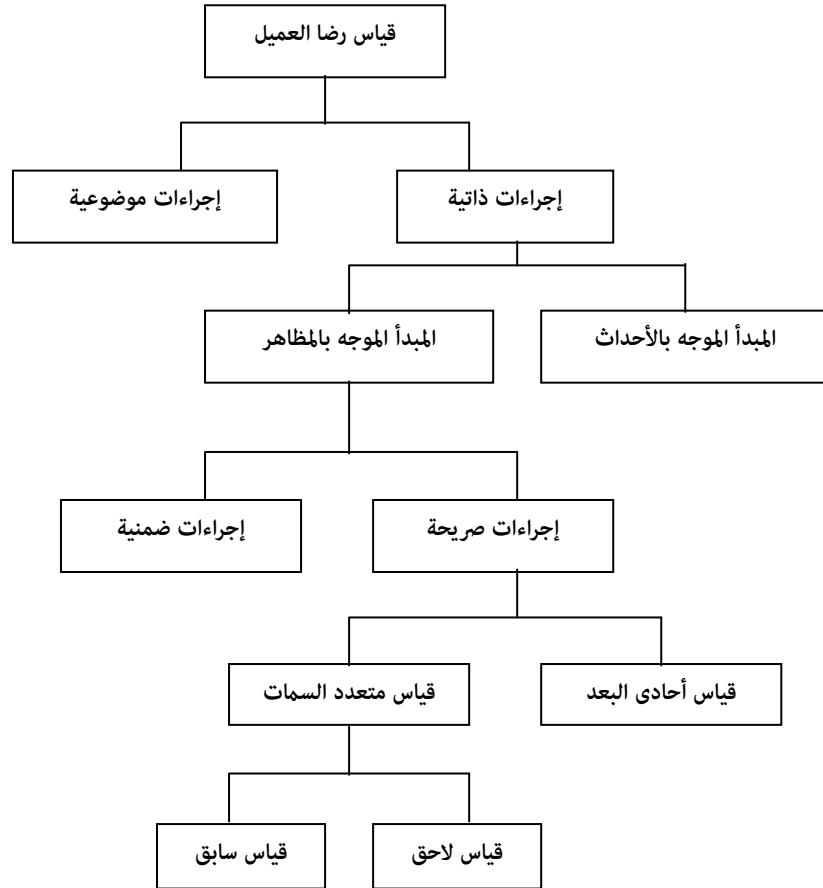 قياس رضا العميل
إجراءات ذاتية
إجراءات موضوعية
المبدأ الموجه بالأحداث
المبدأ الموجه بالمظاهر
إجراءات صريحة
إجراءات ضمنية
قياس أحادى البعد
قياس متعدد السمات
قياس لاحق
قياس سابق